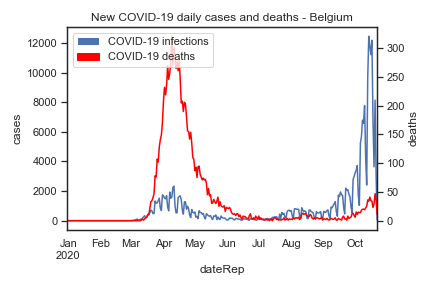 New COVID-19 daily cases and deaths - Belgium
COVID-19 infections
COVID-19 deaths
12000
10000
8000
6000
4000
2000
0
cases
300
250
200
150
100
50
0
deaths
Jan Feb Mar Apr May Jun Jul Aug Sep Oct
2020
dateRep